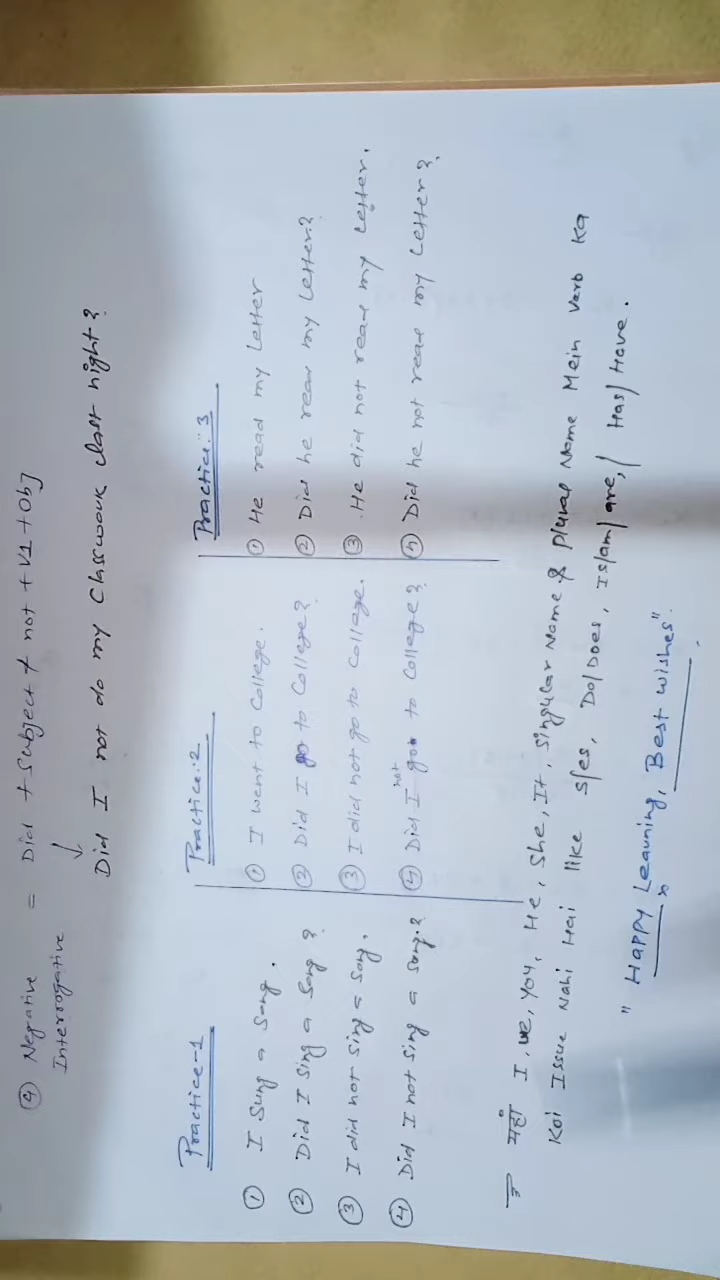 ④ Negative = Did + Subject + not + V1 + Obj
Interrogative ↓
Did I not do my Classwork last night?
Practice-1
① I Sung a Song.
② Did I Sing a Song?
③ I did not Sing a Song.
④ Did I not Sing a Song.?
Practice:2
① I went to College.
② Did I go to College?
③ I did not go to College.
④ Did I not go to College?
Practice:3
① He read my letter
② Did he read my letter?
③ .He did not read my letter.
④ Did he not read my letter?
⇒ यहाँ I, we, you, He, She, It, Singular Name & Plural Name Mein Verb Ka
Koi Issue Nahi Hai like s/es, Do/Does, Is/am/are,/ Has/Have.
" Happy Learning, Best wishes".